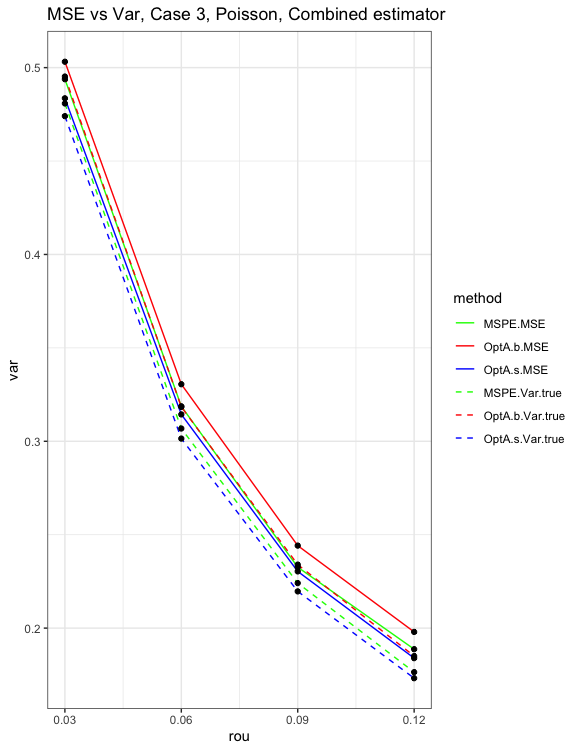 MSE vs Var, Case 3, Poisson, Combined estimator
0.5
0.4
0.3
0.2
var
0.03 0.06 0.09 0.12
rou
method
MSPE.MSE
OptA.b.MSE
OptA.s.MSE
MSPE.Var.true
OptA.b.Var.true
OptA.s.Var.true